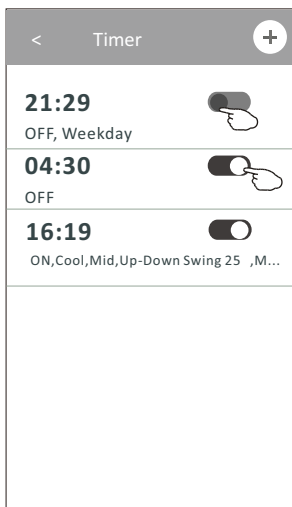 < Timer +
21:29
OFF, Weekday
04:30
OFF
16:19
ON,Cool,Mid,Up-Down Swing 25 ,M...